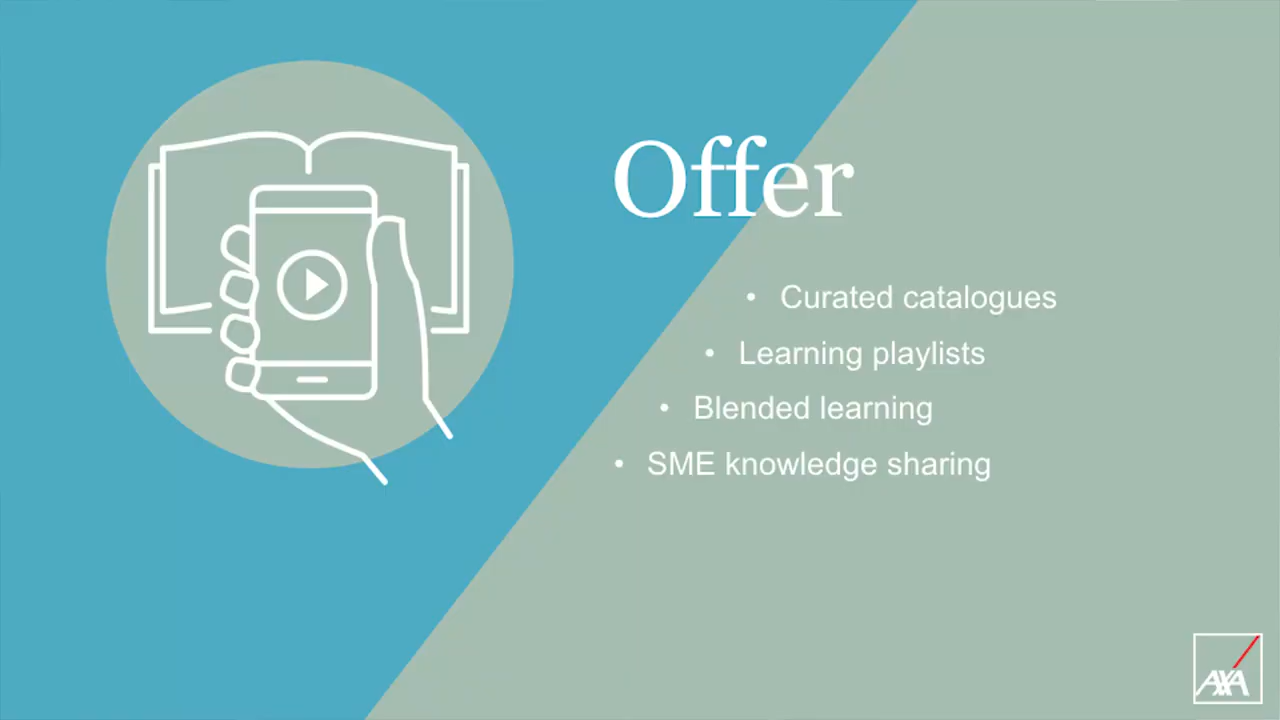 Offer
• Curated catalogues
• Learning playlists
• Blended learning
• SME knowledge sharing
AXA